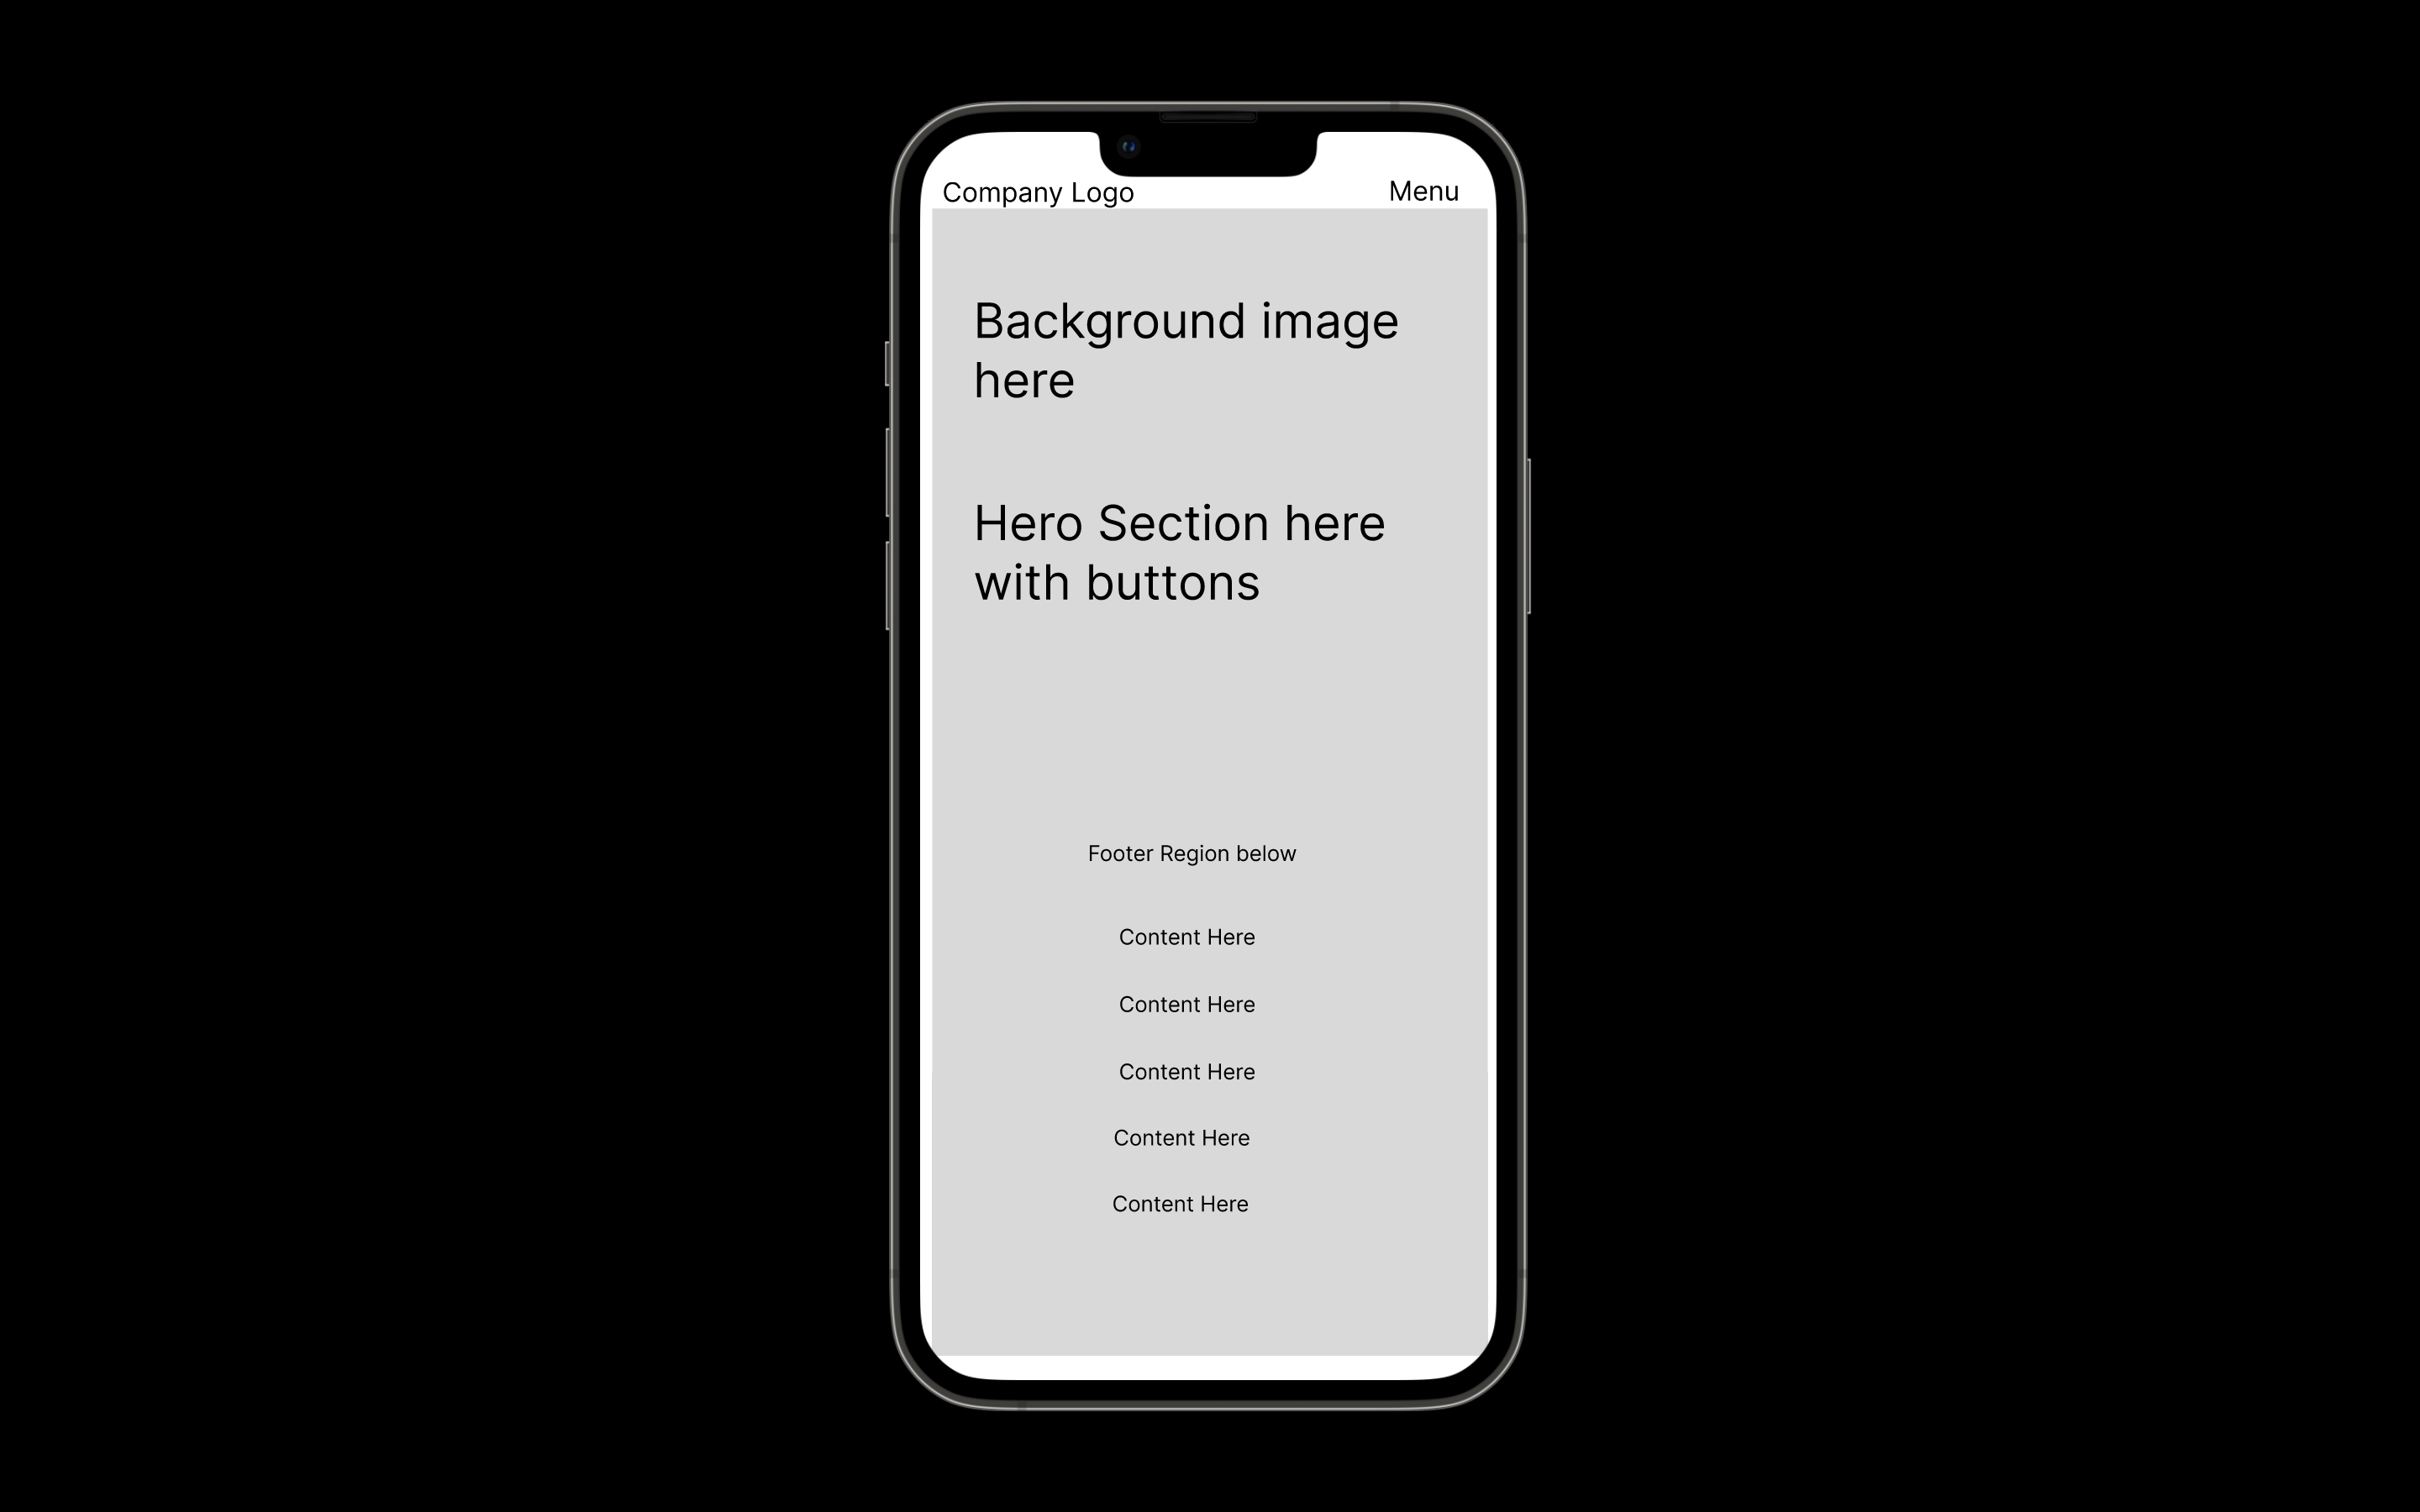 Company Logo
Menu
Background image
here
Hero Section here
with buttons
Footer Region below
Content Here
Content Here
Content Here
Content Here
Content Here